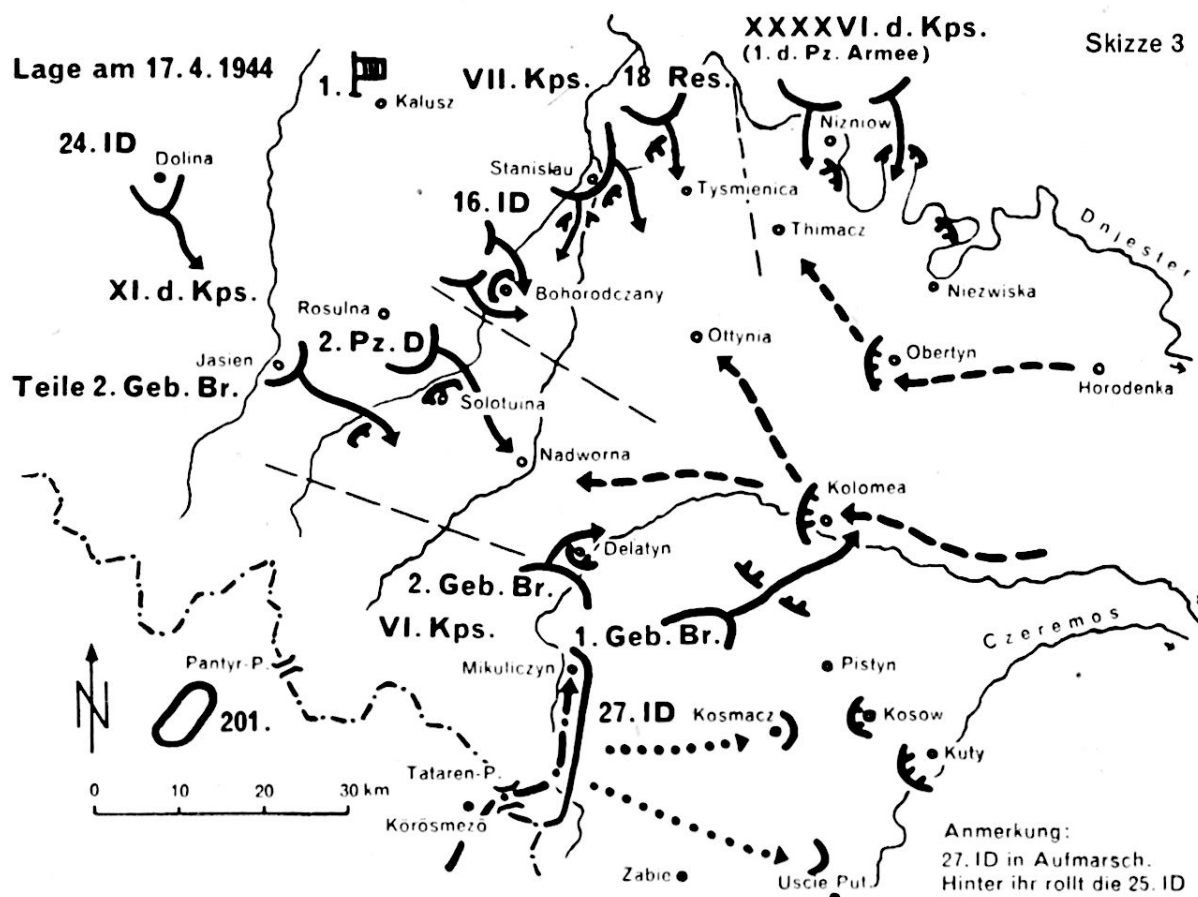 XXXXVI. d. Kps.
(1. d. Pz. Armee)
Skizze 3
Lage am 17. 4. 1944
1.
Kalusz
VII. Kps.
18 Res.
Nizniow
24. ID
Dolina
Stanislau
Tysmienica
16. ID
Thimacz
Dnjester
XI. d. Kps.
Bohorodczany
Niezwiska
Rosulna
2. Pz. D
Ottynia
Obertyn
Jasien
Horodenka
Teile 2. Geb. Br.
Solotuina
Nadworna
Kolomea
Delatyn
2. Geb. Br.
VI. Kps.
1. Geb. Br.
Czeremos
Pantyr-P.
Mikuliczyn
Pistyn
N
201.
27. ID
Kosmacz
Kosow
Kuty
Tataren-P.
0 10 20 30 km
Körösmezö
Anmerkung:
27. ID in Aufmarsch.
Zabie
Uscie Put.
Hinter ihr rollt die 25. ID